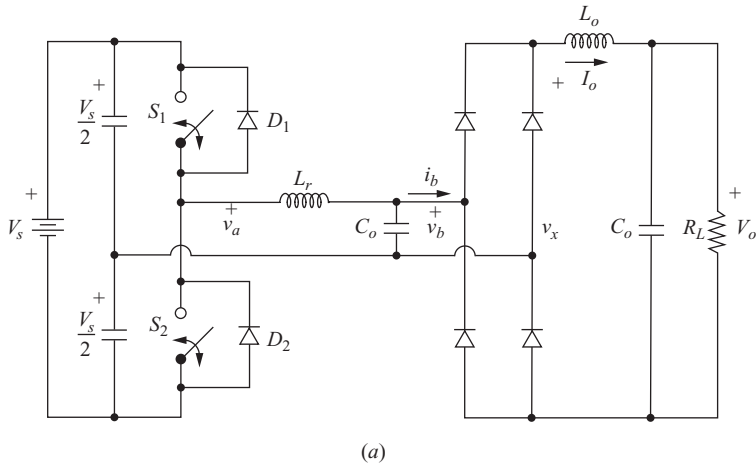 L_o
+
I_o
+
V_s/2
S_1
D_1
+
V_s
L_r
i_b
+
v_a
C_o
+
v_b
v_x
C_o
R_L
+
V_o
+
V_s/2
S_2
D_2
(a)